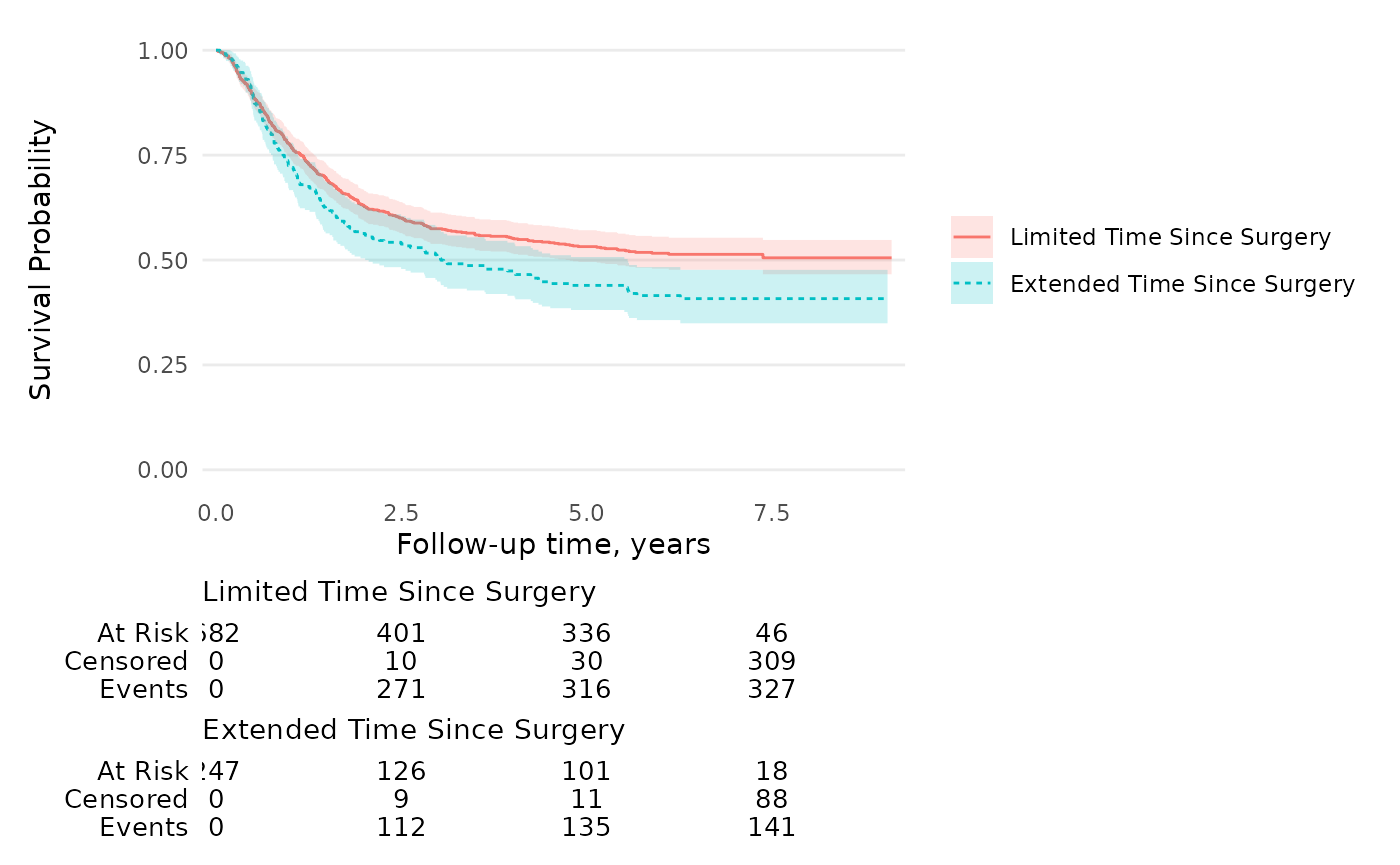 Survival Probability
1.00
0.75
0.50
0.25
0.00
0.0 2.5 5.0 7.5
Follow-up time, years
Limited Time Since Surgery
Extended Time Since Surgery
Limited Time Since Surgery
At Risk 401 336 46
Censored 0 10 30 309
Events 0 271 316 327
Extended Time Since Surgery
At Risk 126 101 18
Censored 0 9 11 88
Events 0 112 135 141